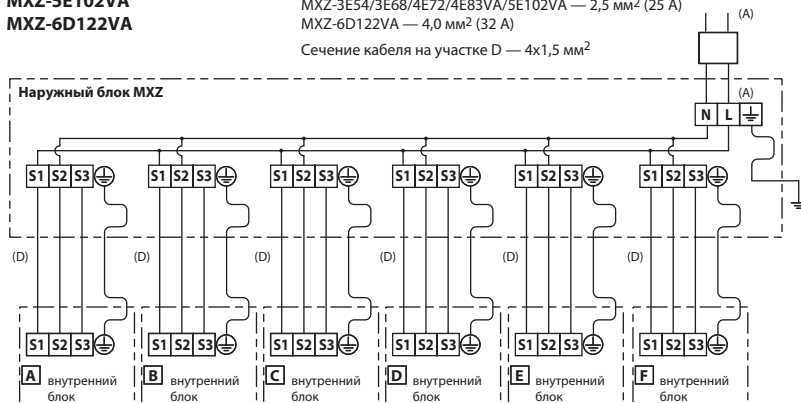 MXZ-5E102VA
MXZ-6D122VA
MXZ-3E54/3E68/4E72/4E83VA/5E102VA — 2,5 мм² (25 А)
MXZ-6D122VA — 4,0 мм² (32 А)
Сечение кабеля на участке D — 4x1,5 мм²
(A)
Наружный блок MXZ
(A)
N L
S1 S2 S3 S1 S2 S3 S1 S2 S3 S1 S2 S3 S1 S2 S3 S1 S2 S3
(D) (D) (D) (D) (D) (D)
S1 S2 S3 S1 S2 S3 S1 S2 S3 S1 S2 S3 S1 S2 S3 S1 S2 S3
A внутренний B внутренний C внутренний D внутренний E внутренний F внутренний
блок блок блок блок блок блок